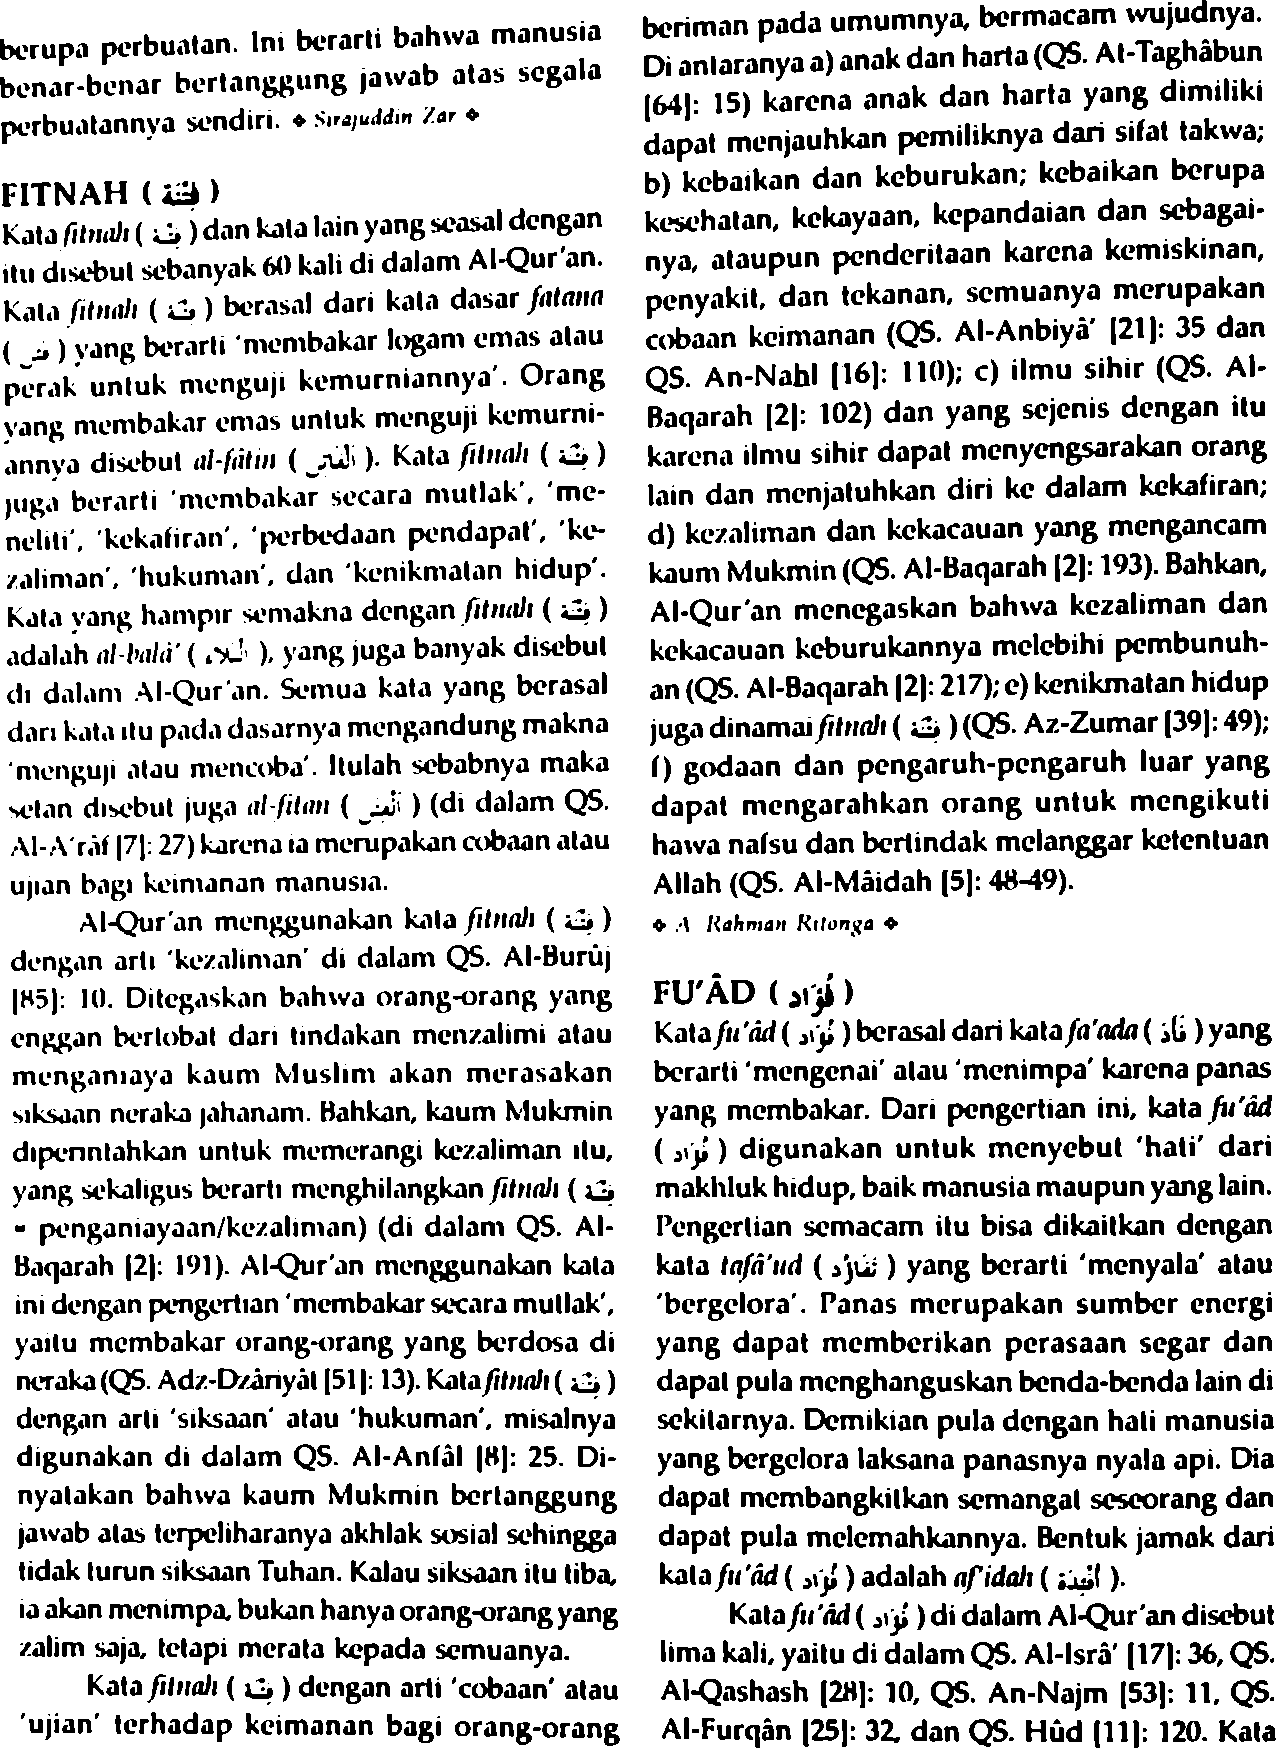 berupa perbuatan. Ini berarti bahwa manusia
benar-benar bertanggung jawab atas segala
perbuatannya sendiri. ❖ Sirajuddin Zar ❖
FITNAH ( فِتْنَة )
Kata fitnah ( فِتْنَة ) dan kata lain yang seasal dengan
itu disebut sebanyak 60 kali di dalam Al-Qur'an.
Kata fitnah ( فِتْنَة ) berasal dari kata dasar fatana
( فَتَنَ ) yang berarti 'membakar logam emas atau
perak untuk menguji kemurniannya'. Orang
yang membakar emas untuk menguji kemurni-
annya disebut al-fâtin ( الْفَاتِن ). Kata fitnah ( فِتْنَة )
juga berarti 'membakar secara mutlak', 'me-
neliti', 'kekafiran', 'perbedaan pendapat', 'ke-
zaliman', 'hukuman', dan 'kenikmatan hidup'.
Kata yang hampir semakna dengan fitnah ( فِتْنَة )
adalah al-balâ' ( الْبَلَاء ), yang juga banyak disebut
di dalam Al-Qur'an. Semua kata yang berasal
dari kata itu pada dasarnya mengandung makna
'menguji atau mencoba'. Itulah sebabnya maka
setan disebut juga al-fitan ( الْفِتَن ) (di dalam QS.
Al-A'râf [7]: 27) karena ia merupakan cobaan atau
ujian bagi keimanan manusia.
Al-Qur'an menggunakan kata fitnah ( فِتْنَة )
dengan arti 'kezaliman' di dalam QS. Al-Burûj
[85]: 10. Ditegaskan bahwa orang-orang yang
enggan bertobat dari tindakan menzalimi atau
menganiaya kaum Muslim akan merasakan
siksaan neraka jahanam. Bahkan, kaum Mukmin
diperintahkan untuk memerangi kezaliman itu,
yang sekaligus berarti menghilangkan fitnah ( فِتْنَة
= penganiayaan/kezaliman) (di dalam QS. Al-
Baqarah [2]: 191). Al-Qur'an menggunakan kata
ini dengan pengertian 'membakar secara mutlak',
yaitu membakar orang-orang yang berdosa di
neraka (QS. Adz-Dzâriyât [51]: 13). Kata fitnah ( فِتْنَة )
dengan arti 'siksaan' atau 'hukuman', misalnya
digunakan di dalam QS. Al-Anfâl [8]: 25. Di-
nyatakan bahwa kaum Mukmin bertanggung
jawab atas terpeliharanya akhlak sosial sehingga
tidak turun siksaan Tuhan. Kalau siksaan itu tiba,
ia akan menimpa, bukan hanya orang-orang yang
zalim saja, tetapi merata kepada semuanya.
Kata fitnah ( فِتْنَة ) dengan arti 'cobaan' atau
'ujian' terhadap keimanan bagi orang-orang
beriman pada umumnya, bermacam wujudnya.
Di antaranya a) anak dan harta (QS. At-Taghâbun
[64]: 15) karena anak dan harta yang dimiliki
dapat menjauhkan pemiliknya dari sifat takwa;
b) kebaikan dan keburukan; kebaikan berupa
kesehatan, kekayaan, kepandaian dan sebagai-
nya, ataupun penderitaan karena kemiskinan,
penyakit, dan tekanan, semuanya merupakan
cobaan keimanan (QS. Al-Anbiyâ' [21]: 35 dan
QS. An-Nahl [16]: 110); c) ilmu sihir (QS. Al-
Baqarah [2]: 102) dan yang sejenis dengan itu
karena ilmu sihir dapat menyengsarakan orang
lain dan menjatuhkan diri ke dalam kekafiran;
d) kezaliman dan kekacauan yang mengancam
kaum Mukmin (QS. Al-Baqarah [2]: 193). Bahkan,
Al-Qur'an menegaskan bahwa kezaliman dan
kekacauan keburukannya melebihi pembunuh-
an (QS. Al-Baqarah [2]: 217); e) kenikmatan hidup
juga dinamai fitnah ( فِتْنَة ) (QS. Az-Zumar [39]: 49);
f) godaan dan pengaruh-pengaruh luar yang
dapat mengarahkan orang untuk mengikuti
hawa nafsu dan bertindak melanggar ketentuan
Allah (QS. Al-Mâidah [5]: 48-49).
❖ A Rahman Ritonga ❖
FU'ÂD ( فُؤَاد )
Kata fu'âd ( فُؤَاد ) berasal dari kata fa'ada ( فَأَدَ ) yang
berarti 'mengenai' atau 'menimpa' karena panas
yang membakar. Dari pengertian ini, kata fu'âd
( فُؤَاد ) digunakan untuk menyebut 'hati' dari
makhluk hidup, baik manusia maupun yang lain.
Pengertian semacam itu bisa dikaitkan dengan
kata tafâ'ud ( تَفَاؤُد ) yang berarti 'menyala' atau
'bergelora'. Panas merupakan sumber energi
yang dapat memberikan perasaan segar dan
dapat pula menghanguskan benda-benda lain di
sekitarnya. Demikian pula dengan hati manusia
yang bergelora laksana panasnya nyala api. Dia
dapat membangkitkan semangat seseorang dan
dapat pula melemahkannya. Bentuk jamak dari
kata fu'âd ( فُؤَاد ) adalah af'idah ( أَفْئِدَة ).
Kata fu'âd ( فُؤَاد ) di dalam Al-Qur'an disebut
lima kali, yaitu di dalam QS. Al-Isrâ' [17]: 36, QS.
Al-Qashash [28]: 10, QS. An-Najm [53]: 11, QS.
Al-Furqân [25]: 32, dan QS. Hûd [11]: 120. Kata